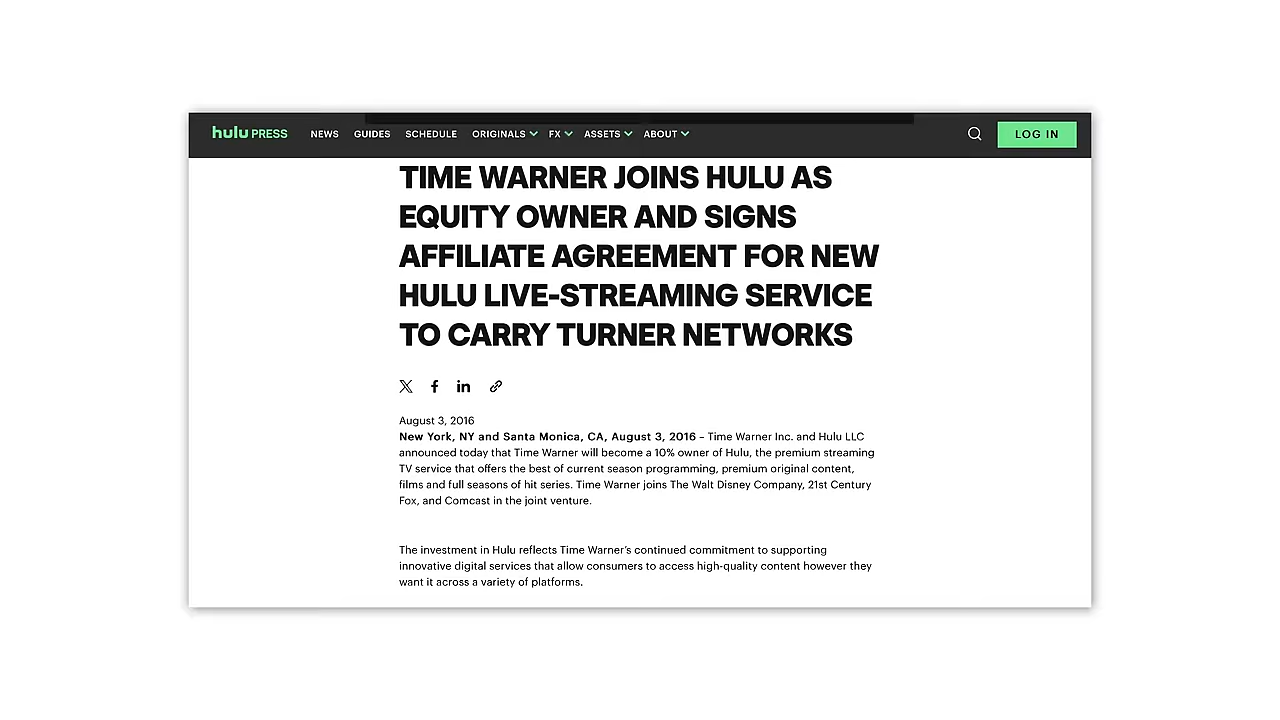 hulu PRESS NEWS GUIDES SCHEDULE ORIGINALS FX ASSETS ABOUT LOG IN
TIME WARNER JOINS HULU AS
EQUITY OWNER AND SIGNS
AFFILIATE AGREEMENT FOR NEW
HULU LIVE-STREAMING SERVICE
TO CARRY TURNER NETWORKS
August 3, 2016
New York, NY and Santa Monica, CA, August 3, 2016 – Time Warner Inc. and Hulu LLC
announced today that Time Warner will become a 10% owner of Hulu, the premium streaming
TV service that offers the best of current season programming, premium original content,
films and full seasons of hit series. Time Warner joins The Walt Disney Company, 21st Century
Fox, and Comcast in the joint venture.
The investment in Hulu reflects Time Warner's continued commitment to supporting
innovative digital services that allow consumers to access high-quality content however they
want it across a variety of platforms.